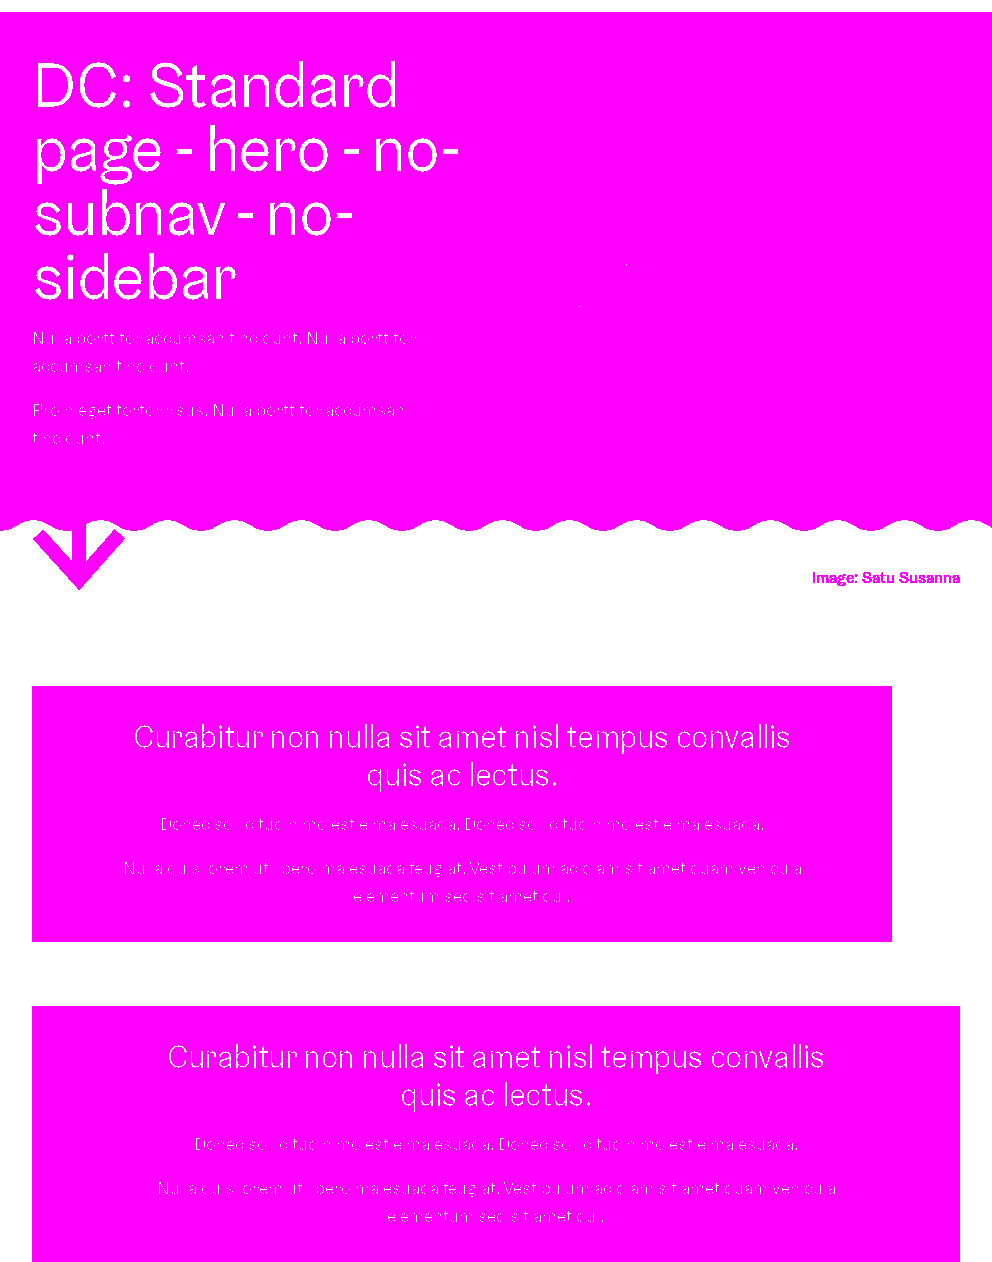 DC: Standard
page - hero - no-
subnav - no-
sidebar
Nulla porttitor accumsan tincidunt. Nulla porttitor
accumsan tincidunt.
Proin eget tortor risus. Nulla porttitor accumsan
tincidunt.
Image: Satu Susanna
Curabitur non nulla sit amet nisl tempus convallis
quis ac lectus.
Donec sollicitudin molestie malesuada. Donec sollicitudin molestie malesuada.
Nulla quis lorem ut libero malesuada feugiat. Vestibulum ac diam sit amet quam vehicula
elementum sed sit amet dui.
Curabitur non nulla sit amet nisl tempus convallis
quis ac lectus.
Donec sollicitudin molestie malesuada. Donec sollicitudin molestie malesuada.
Nulla quis lorem ut libero malesuada feugiat. Vestibulum ac diam sit amet quam vehicula
elementum sed sit amet dui.